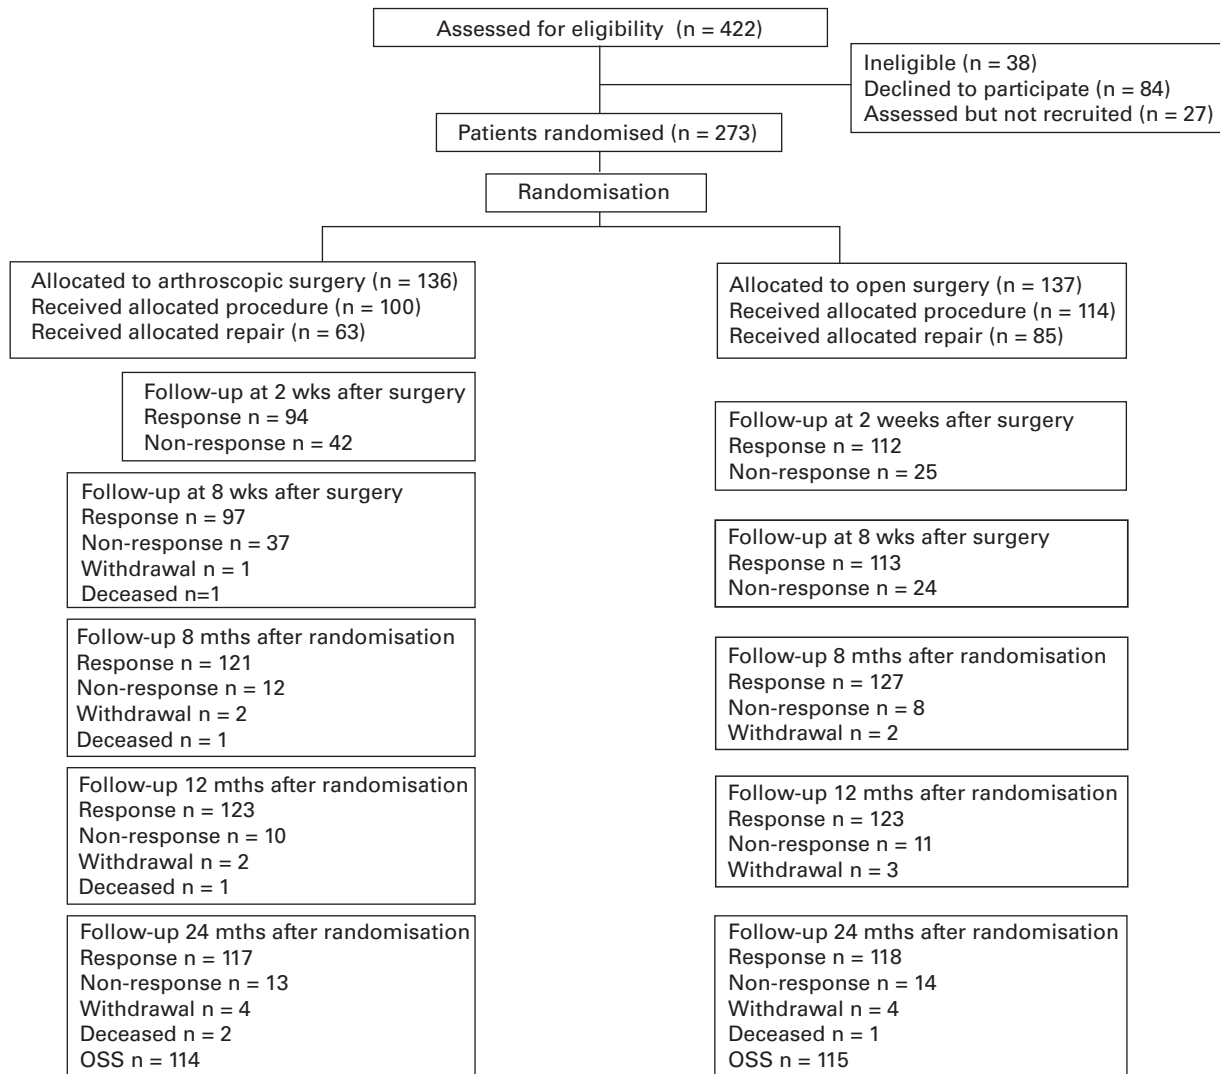 Assessed for eligibility (n = 422)
Ineligible (n = 38)
Declined to participate (n = 84)
Assessed but not recruited (n = 27)
Patients randomised (n = 273)
Randomisation
Allocated to arthroscopic surgery (n = 136)
Received allocated procedure (n = 100)
Received allocated repair (n = 63)
Allocated to open surgery (n = 137)
Received allocated procedure (n = 114)
Received allocated repair (n = 85)
Follow-up at 2 wks after surgery
Response n = 94
Non-response n = 42
Follow-up at 2 weeks after surgery
Response n = 112
Non-response n = 25
Follow-up at 8 wks after surgery
Response n = 97
Non-response n = 37
Withdrawal n = 1
Deceased n=1
Follow-up at 8 wks after surgery
Response n = 113
Non-response n = 24
Follow-up 8 mths after randomisation
Response n = 121
Non-response n = 12
Withdrawal n = 2
Deceased n = 1
Follow-up 8 mths after randomisation
Response n = 127
Non-response n = 8
Withdrawal n = 2
Follow-up 12 mths after randomisation
Response n = 123
Non-response n = 10
Withdrawal n = 2
Deceased n = 1
Follow-up 12 mths after randomisation
Response n = 123
Non-response n = 11
Withdrawal n = 3
Follow-up 24 mths after randomisation
Response n = 117
Non-response n = 13
Withdrawal n = 4
Deceased n = 2
OSS n = 114
Follow-up 24 mths after randomisation
Response n = 118
Non-response n = 14
Withdrawal n = 4
Deceased n = 1
OSS n = 115